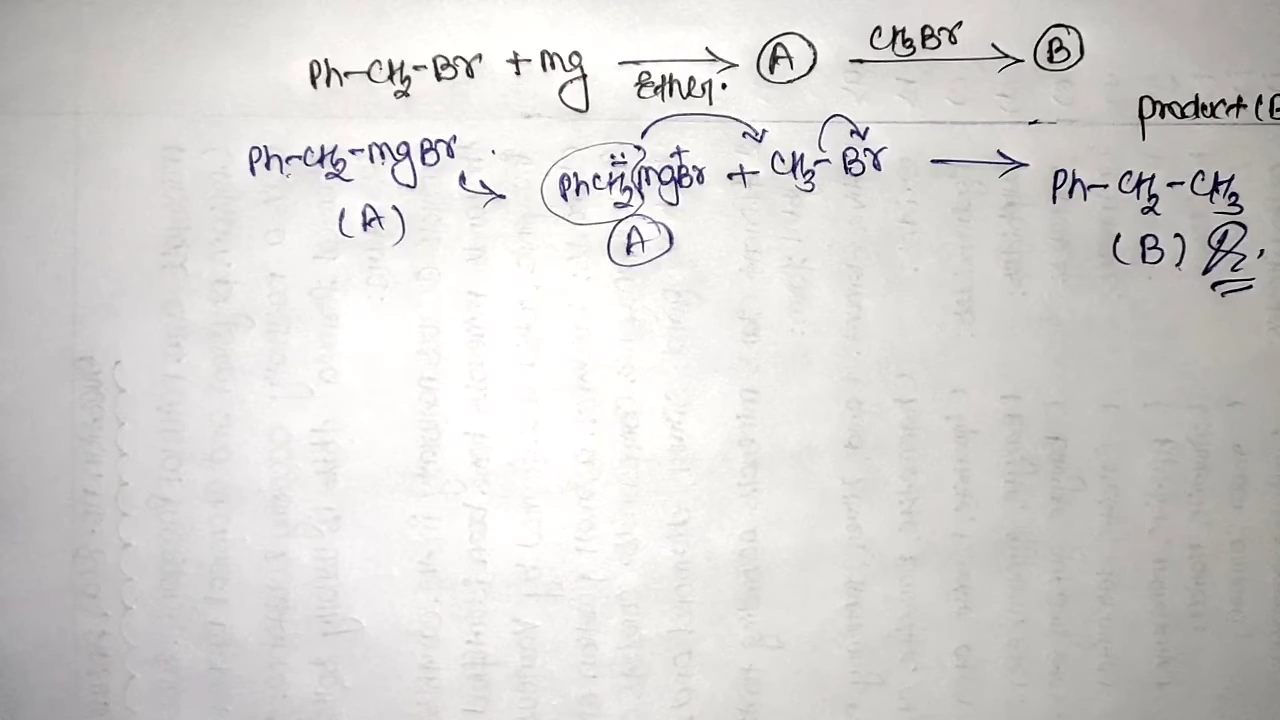 Ph-CH₂-Br + Mg ⟶ Ether. (A) ⟶ CH₃Br (B)
product (B
Ph-CH₂-MgBr . ↪ PhCH₂ MgBr + CH₃-Br ⟶ Ph-CH₂-CH₃
(A) (A) (B)